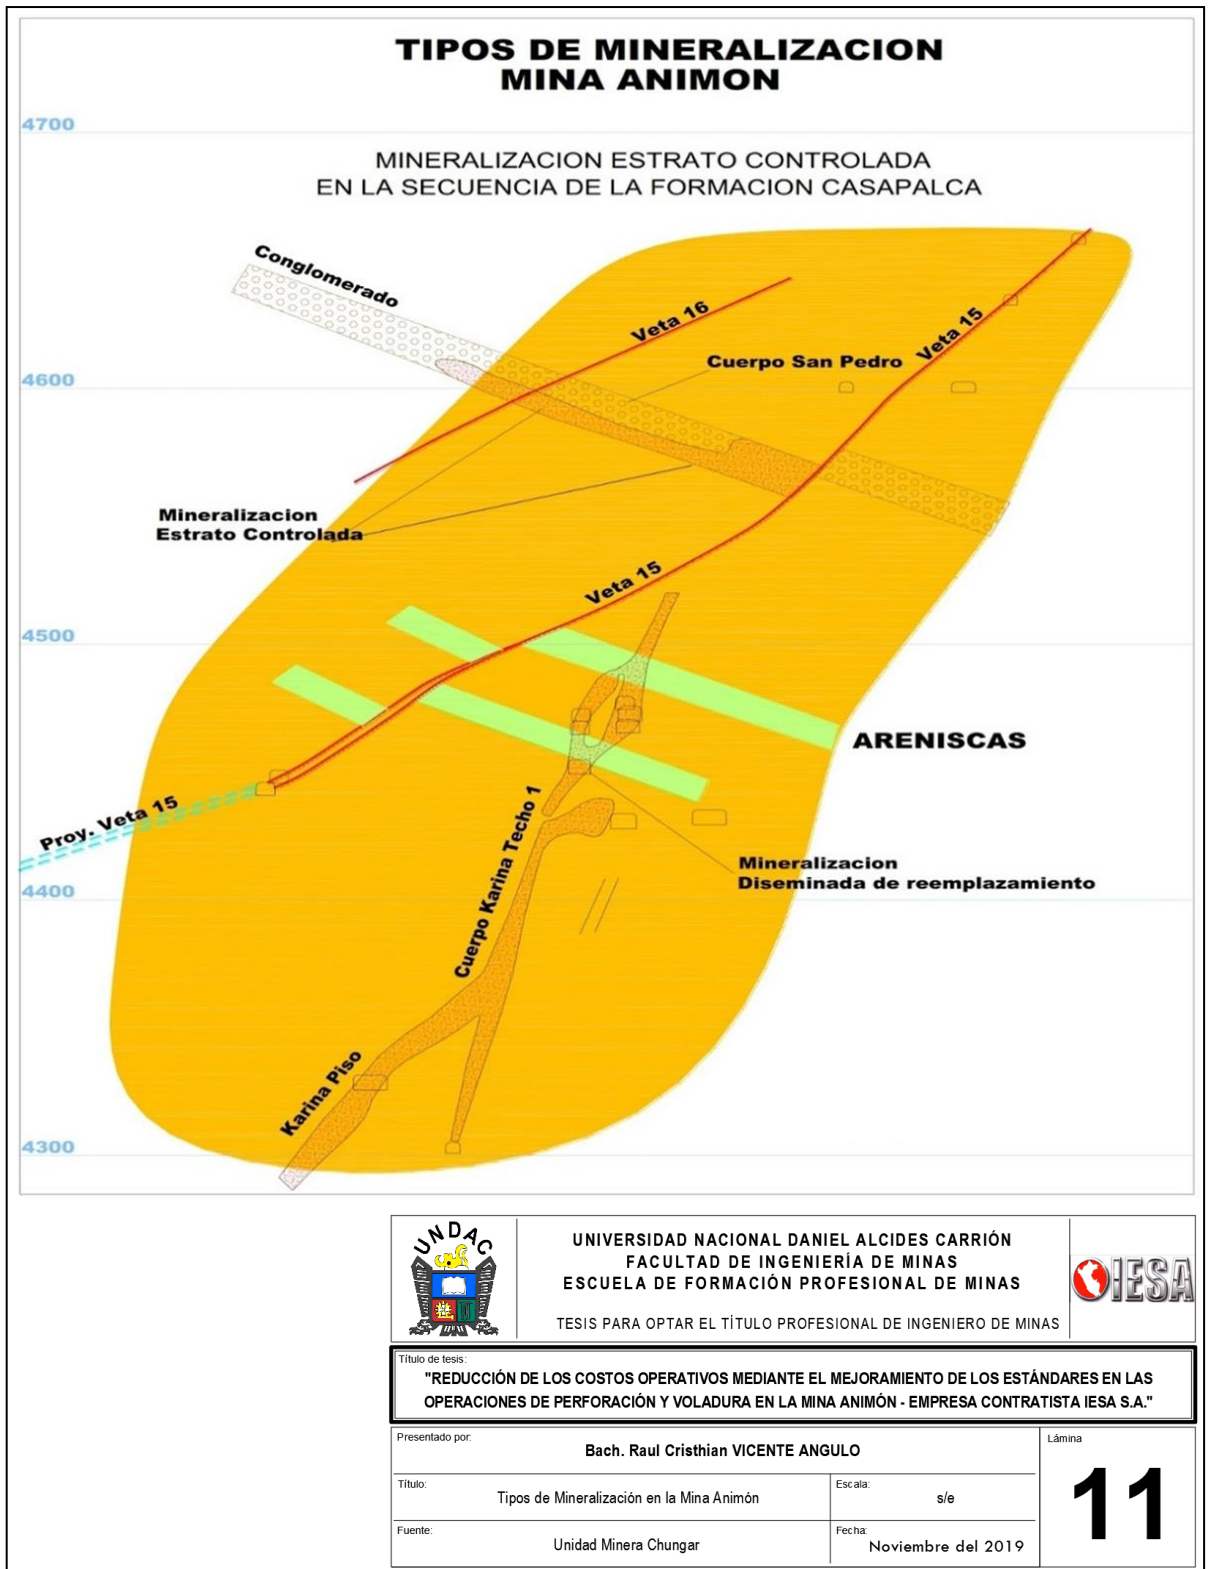 TIPOS DE MINERALIZACION
MINA ANIMON
4700
MINERALIZACION ESTRATO CONTROLADA
EN LA SECUENCIA DE LA FORMACION CASAPALCA
Conglomerado
Veta 16
Veta 15
Cuerpo San Pedro
4600
Mineralizacion
Estrato Controlada
Veta 15
4500
ARENISCAS
Proy. Veta 15
Cuerpo Karina Techo 1
Mineralizacion
Diseminada de reemplazamiento
4400
Karina Piso
4300
UNDAC
UNIVERSIDAD NACIONAL DANIEL ALCIDES CARRIÓN
FACULTAD DE INGENIERÍA DE MINAS
ESCUELA DE FORMACIÓN PROFESIONAL DE MINAS
TESIS PARA OPTAR EL TÍTULO PROFESIONAL DE INGENIERO DE MINAS
IESA
Título de tesis:
"REDUCCIÓN DE LOS COSTOS OPERATIVOS MEDIANTE EL MEJORAMIENTO DE LOS ESTÁNDARES EN LAS
OPERACIONES DE PERFORACIÓN Y VOLADURA EN LA MINA ANIMÓN - EMPRESA CONTRATISTA IESA S.A."
Presentado por:
Bach. Raul Cristhian VICENTE ANGULO
Lámina
11
Título:
Tipos de Mineralización en la Mina Animón
Escala:
s/e
Fuente:
Unidad Minera Chungar
Fecha:
Noviembre del 2019